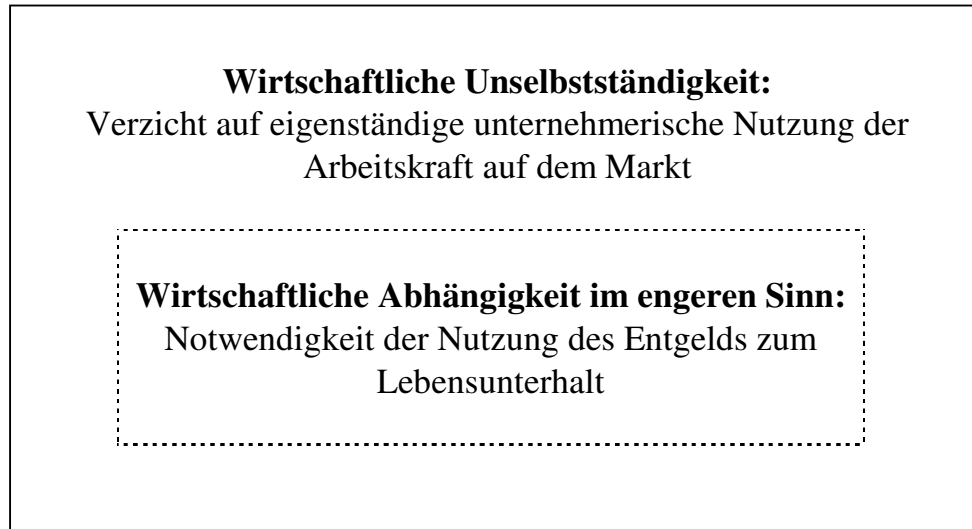 Wirtschaftliche Unselbstständigkeit:
Verzicht auf eigenständige unternehmerische Nutzung der
Arbeitskraft auf dem Markt
Wirtschaftliche Abhängigkeit im engeren Sinn:
Notwendigkeit der Nutzung des Entgelds zum
Lebensunterhalt